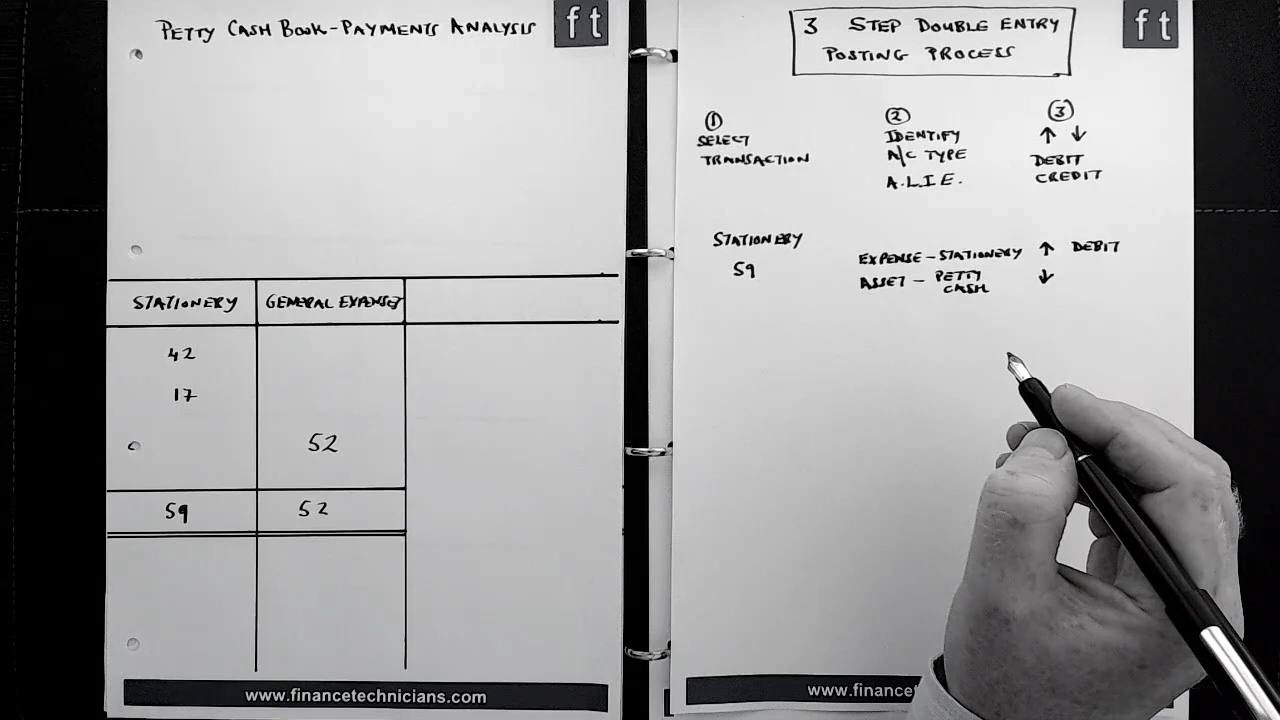 PETTY CASH BOOK - PAYMENTS ANALYSIS
ft
STATIONERY GENERAL EXPENSES
42
17
52
59 52
www.financetechnicians.com
3 STEP DOUBLE ENTRY
POSTING PROCESS
ft
① ② ③
SELECT
TRANSACTION
IDENTIFY
A/C TYPE
A.L.I.E.
↑ ↓
DEBIT
CREDIT
STATIONERY
59
EXPENSE - STATIONERY ↑ DEBIT
ASSET - PETTY
CASH ↓
www.finance